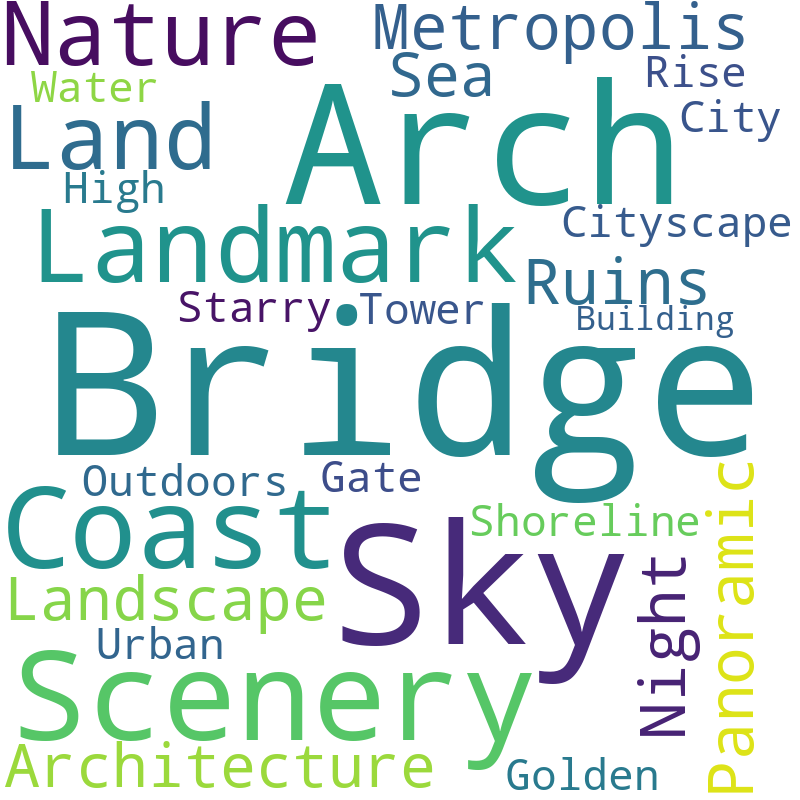 Nature
Metropolis
Water
Sea
Rise
Land
Arch
City
High
Landmark
Cityscape
Ruins
Starry
Tower
Building
Bridge
Outdoors
Gate
Coast
Shoreline
Panoramic
Sky
Night
Landscape
Urban
Scenery
Architecture
Golden